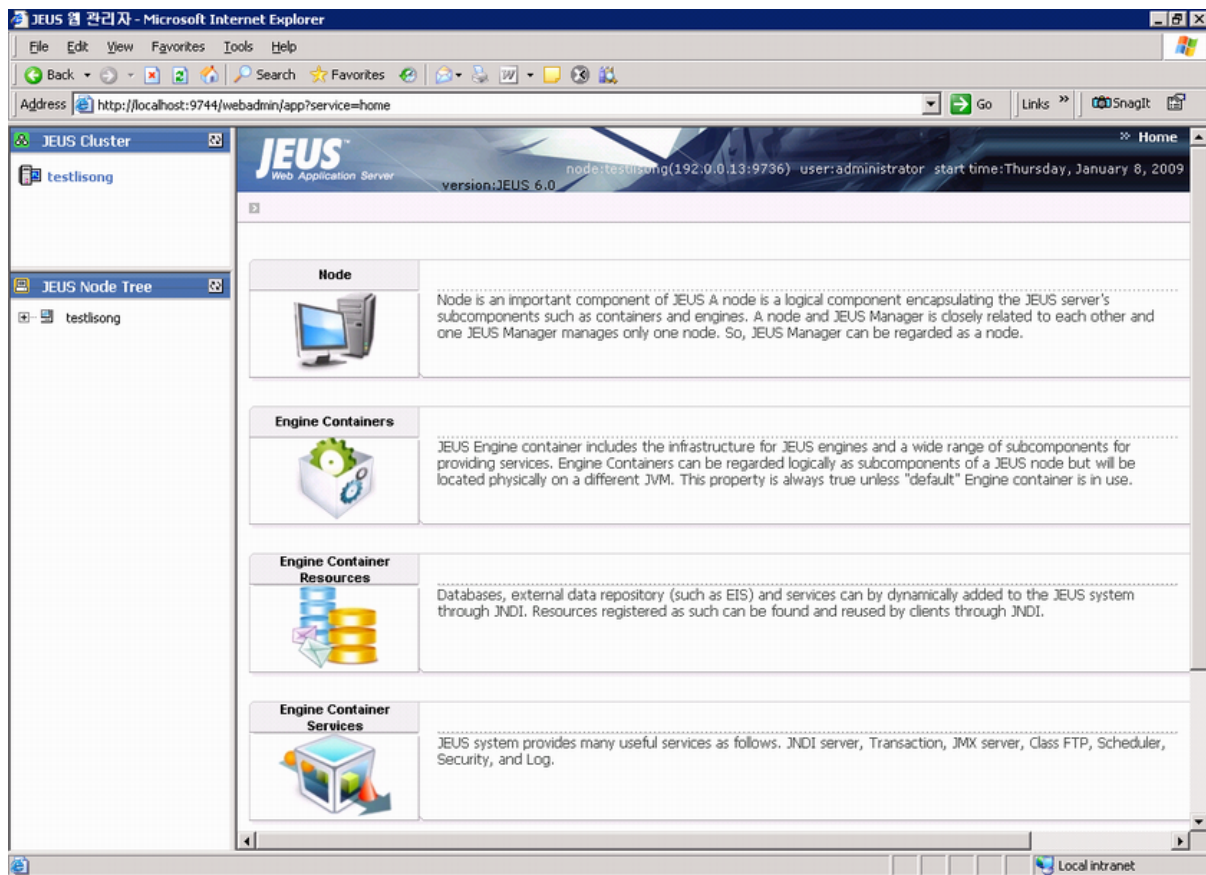 JEUS 웹 관리자 - Microsoft Internet Explorer
File Edit View Favorites Tools Help
Back Search Favorites
Address http://localhost:9744/webadmin/app?service=home Go Links » SnagIt
JEUS Cluster
testlisong
JEUS Node Tree
testlisong
» Home
JEUS™
Web Application Server
version:JEUS 6.0
node:testlisong(192.0.0.13:9736) user:administrator start time:Thursday, January 8, 2009
Node
Node is an important component of JEUS A node is a logical component encapsulating the JEUS server's
subcomponents such as containers and engines. A node and JEUS Manager is closely related to each other and
one JEUS Manager manages only one node. So, JEUS Manager can be regarded as a node.
Engine Containers
JEUS Engine container includes the infrastructure for JEUS engines and a wide range of subcomponents for
providing services. Engine Containers can be regarded logically as subcomponents of a JEUS node but will be
located physically on a different JVM. This property is always true unless "default" Engine container is in use.
Engine Container
Resources
Databases, external data repository (such as EIS) and services can by dynamically added to the JEUS system
through JNDI. Resources registered as such can be found and reused by clients through JNDI.
Engine Container
Services
JEUS system provides many useful services as follows. JNDI server, Transaction, JMX server, Class FTP, Scheduler,
Security, and Log.
Local intranet